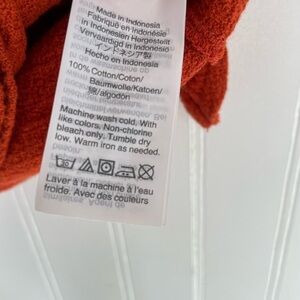 Made in Indonesia
Fabriqué en Indonésie
in Indonesien Hergestellt
Vervaardigd in Indonesië
インドネシア製
Hecho en Indonesia
100% Cotton/Coton/
Baumwolle/Katoen/
綿/algodón
Machine wash cold. With
like colors. Non-chlorine
bleach only. Tumble dry
low. Warm iron as needed.
Laver à la machine à l'eau
froide. Avec des couleurs